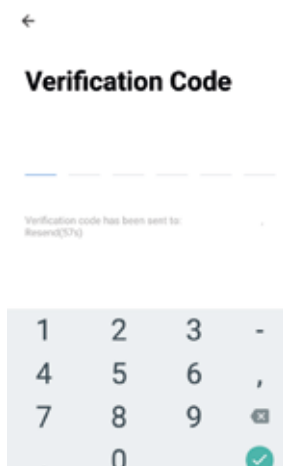 Verification Code
Verification code has been sent to:
Resend(57s)
1 2 3 -
4 5 6 ,
7 8 9
0